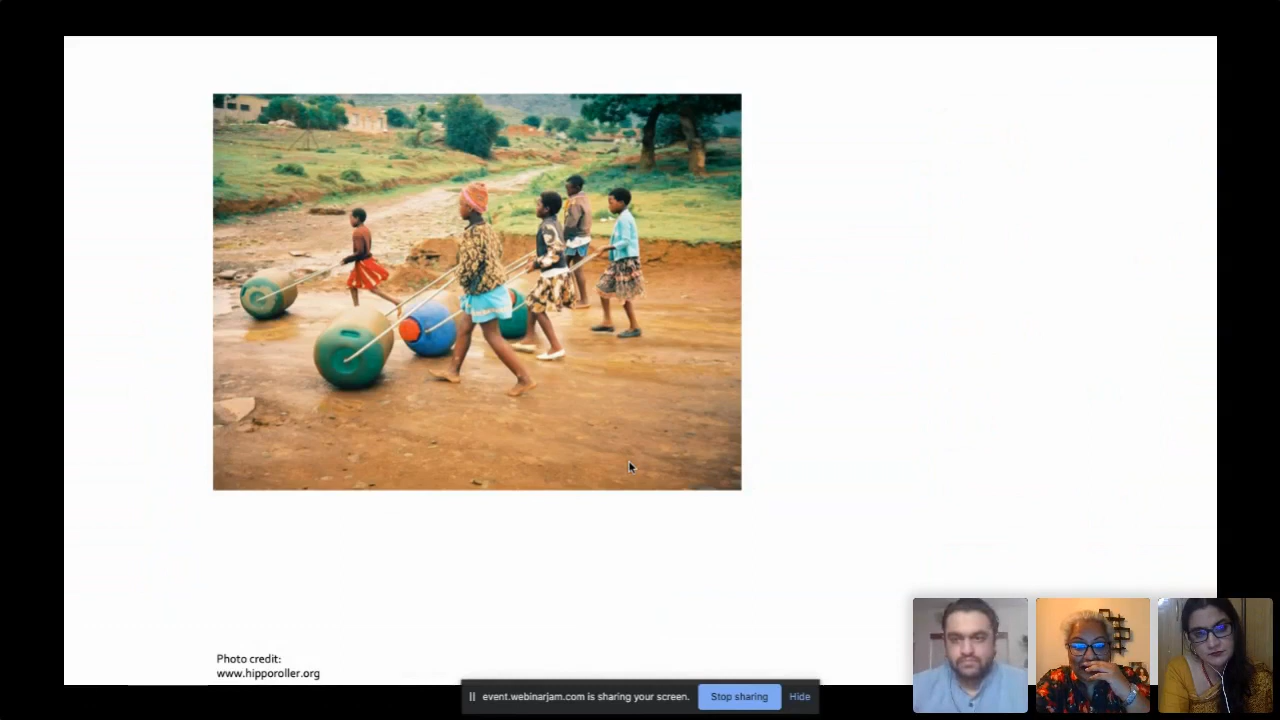 Photo credit:
www.hipporoller.org
event.webinarjam.com is sharing your screen.
Stop sharing
Hide